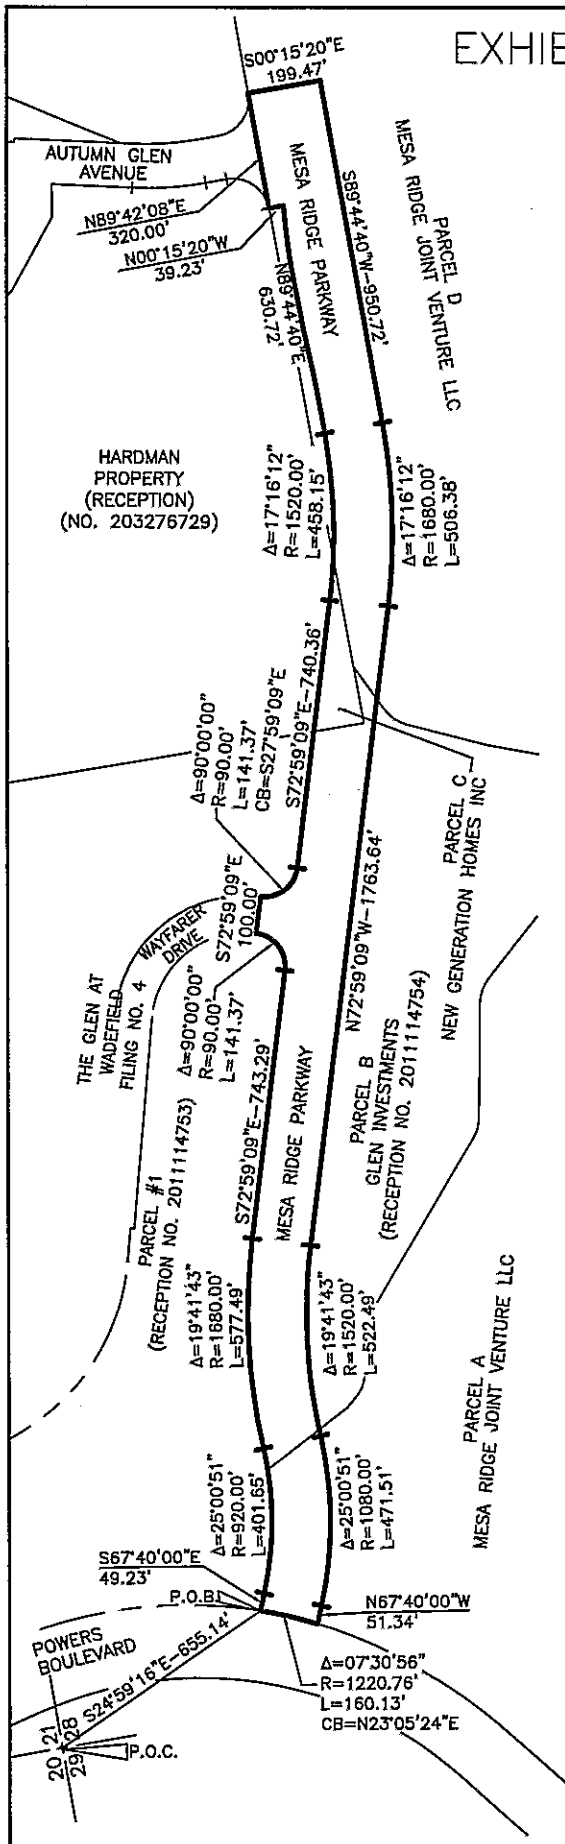 EXHIB
S00°15'20"E
199.47'
AUTUMN GLEN
AVENUE
N89°42'08"E
320.00'
N00°15'20"W
39.23'
MESA RIDGE PARKWAY
S89°44'40"W-950.72'
PARCEL D
MESA RIDGE JOINT VENTURE LLC
N89°44'40"E
630.72'
HARDMAN
PROPERTY
(RECEPTION)
(NO. 203276729)
Δ=17°16'12"
R=1520.00'
L=458.15'
Δ=17°16'12"
R=1680.00'
L=506.38'
S72°59'09"E-740.36'
Δ=90°00'00"
R=90.00'
L=141.37'
CB=S27°59'09"E
S72°59'09"E
100.00'
WAYFARER
DRIVE
THE GLEN AT
WADEFIELD
FILING NO. 4
Δ=90°00'00"
R=90.00'
L=141.37'
N72°59'09"W-1763.64'
PARCEL C
NEW GENERATION HOMES INC
PARCEL B
GLEN INVESTMENTS
(RECEPTION NO. 2011114754)
S72°59'09"E-743.29'
MESA RIDGE PARKWAY
PARCEL #1
(RECEPTION NO. 2011114753)
Δ=19°41'43"
R=1680.00'
L=577.49'
Δ=19°41'43"
R=1520.00'
L=522.49'
PARCEL A
MESA RIDGE JOINT VENTURE LLC
Δ=25°00'51"
R=920.00'
L=401.65'
Δ=25°00'51"
R=1080.00'
L=471.51'
S67°40'00"E
49.23'
P.O.B.
N67°40'00"W
51.34'
POWERS
BOULEVARD
S24°59'16"E-655.14'
Δ=07°30'56"
R=1220.76'
L=160.13'
CB=N23°05'24"E
20 21
29 28
P.O.C.